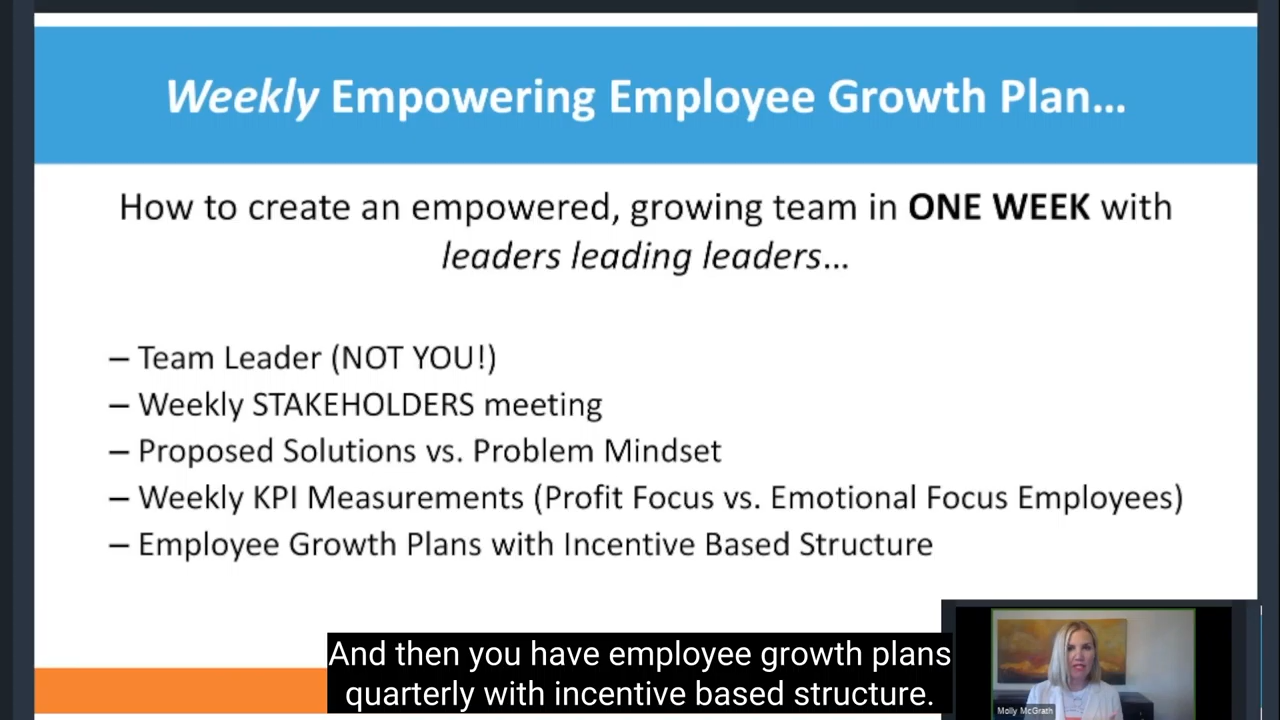 Weekly Empowering Employee Growth Plan...
How to create an empowered, growing team in ONE WEEK with
leaders leading leaders...
– Team Leader (NOT YOU!)
– Weekly STAKEHOLDERS meeting
– Proposed Solutions vs. Problem Mindset
– Weekly KPI Measurements (Profit Focus vs. Emotional Focus Employees)
– Employee Growth Plans with Incentive Based Structure
And then you have employee growth plans
quarterly with incentive based structure.
Molly McGrath